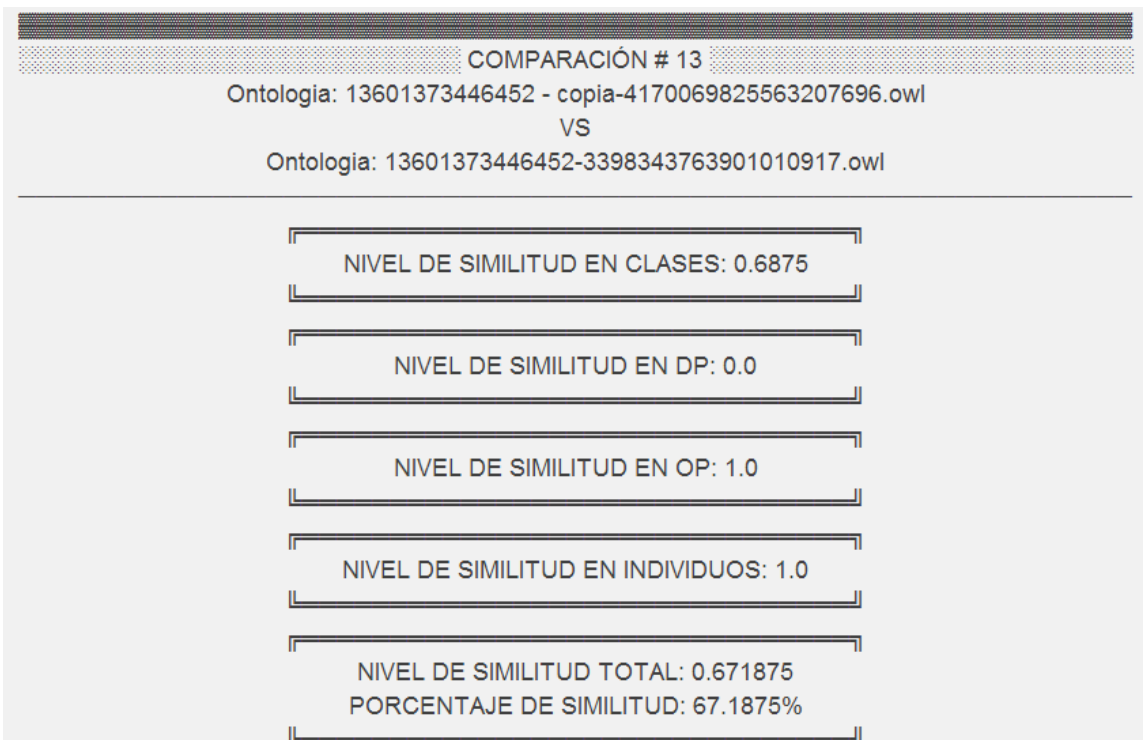 COMPARACIÓN # 13
Ontologia: 13601373446452 - copia-4170069825563207696.owl
VS
Ontologia: 13601373446452-3398343763901010917.owl
NIVEL DE SIMILITUD EN CLASES: 0.6875
NIVEL DE SIMILITUD EN DP: 0.0
NIVEL DE SIMILITUD EN OP: 1.0
NIVEL DE SIMILITUD EN INDIVIDUOS: 1.0
NIVEL DE SIMILITUD TOTAL: 0.671875
PORCENTAJE DE SIMILITUD: 67.1875%